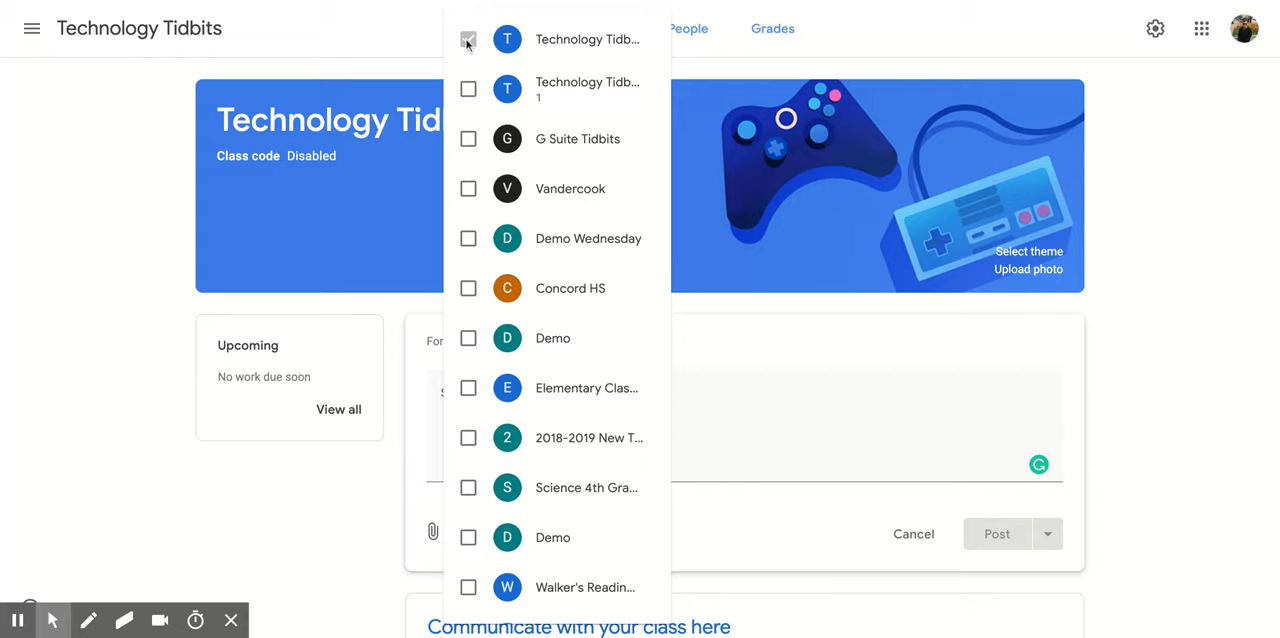 Technology Tidbits
People
Grades
Technology Tid
Class code Disabled
Select theme
Upload photo
T Technology Tidb...
T Technology Tidb...
1
G G Suite Tidbits
V Vandercook
D Demo Wednesday
C Concord HS
D Demo
E Elementary Clas...
2 2018-2019 New T...
S Science 4th Gra...
D Demo
W Walker's Readin...
Upcoming
No work due soon
View all
For
S
Cancel
Post
Communicate with your class here